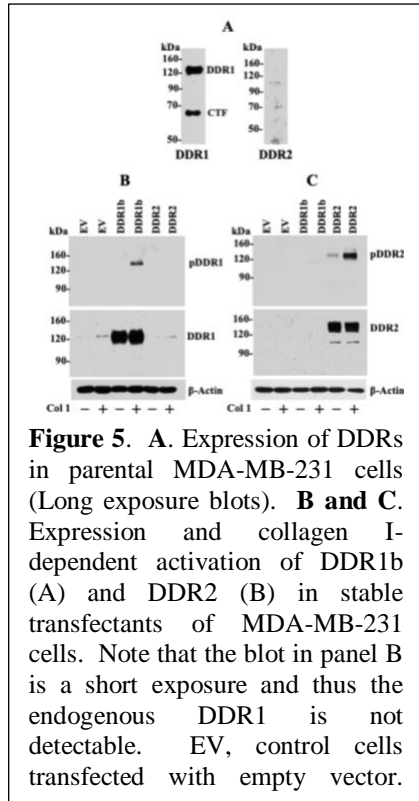 A
kDa
160-
120-
90-
70-
50-
DDR1
CTF
DDR1
kDa
160-
120-
90-
70-
50-
DDR2
B
EV
EV
DDR1b
DDR1b
DDR2
DDR2
kDa
160-
120-
90-
pDDR1
160-
120-
90-
DDR1
β-Actin
Col 1 − + − + − +
C
EV
EV
DDR1b
DDR1b
DDR2
DDR2
kDa
160-
120-
90-
pDDR2
160-
120-
90-
DDR2
β-Actin
Col 1 − + − + − +
Figure 5. A. Expression of DDRs
in parental MDA-MB-231 cells
(Long exposure blots). B and C.
Expression and collagen I-
dependent activation of DDR1b
(A) and DDR2 (B) in stable
transfectants of MDA-MB-231
cells. Note that the blot in panel B
is a short exposure and thus the
endogenous DDR1 is not
detectable. EV, control cells
transfected with empty vector.